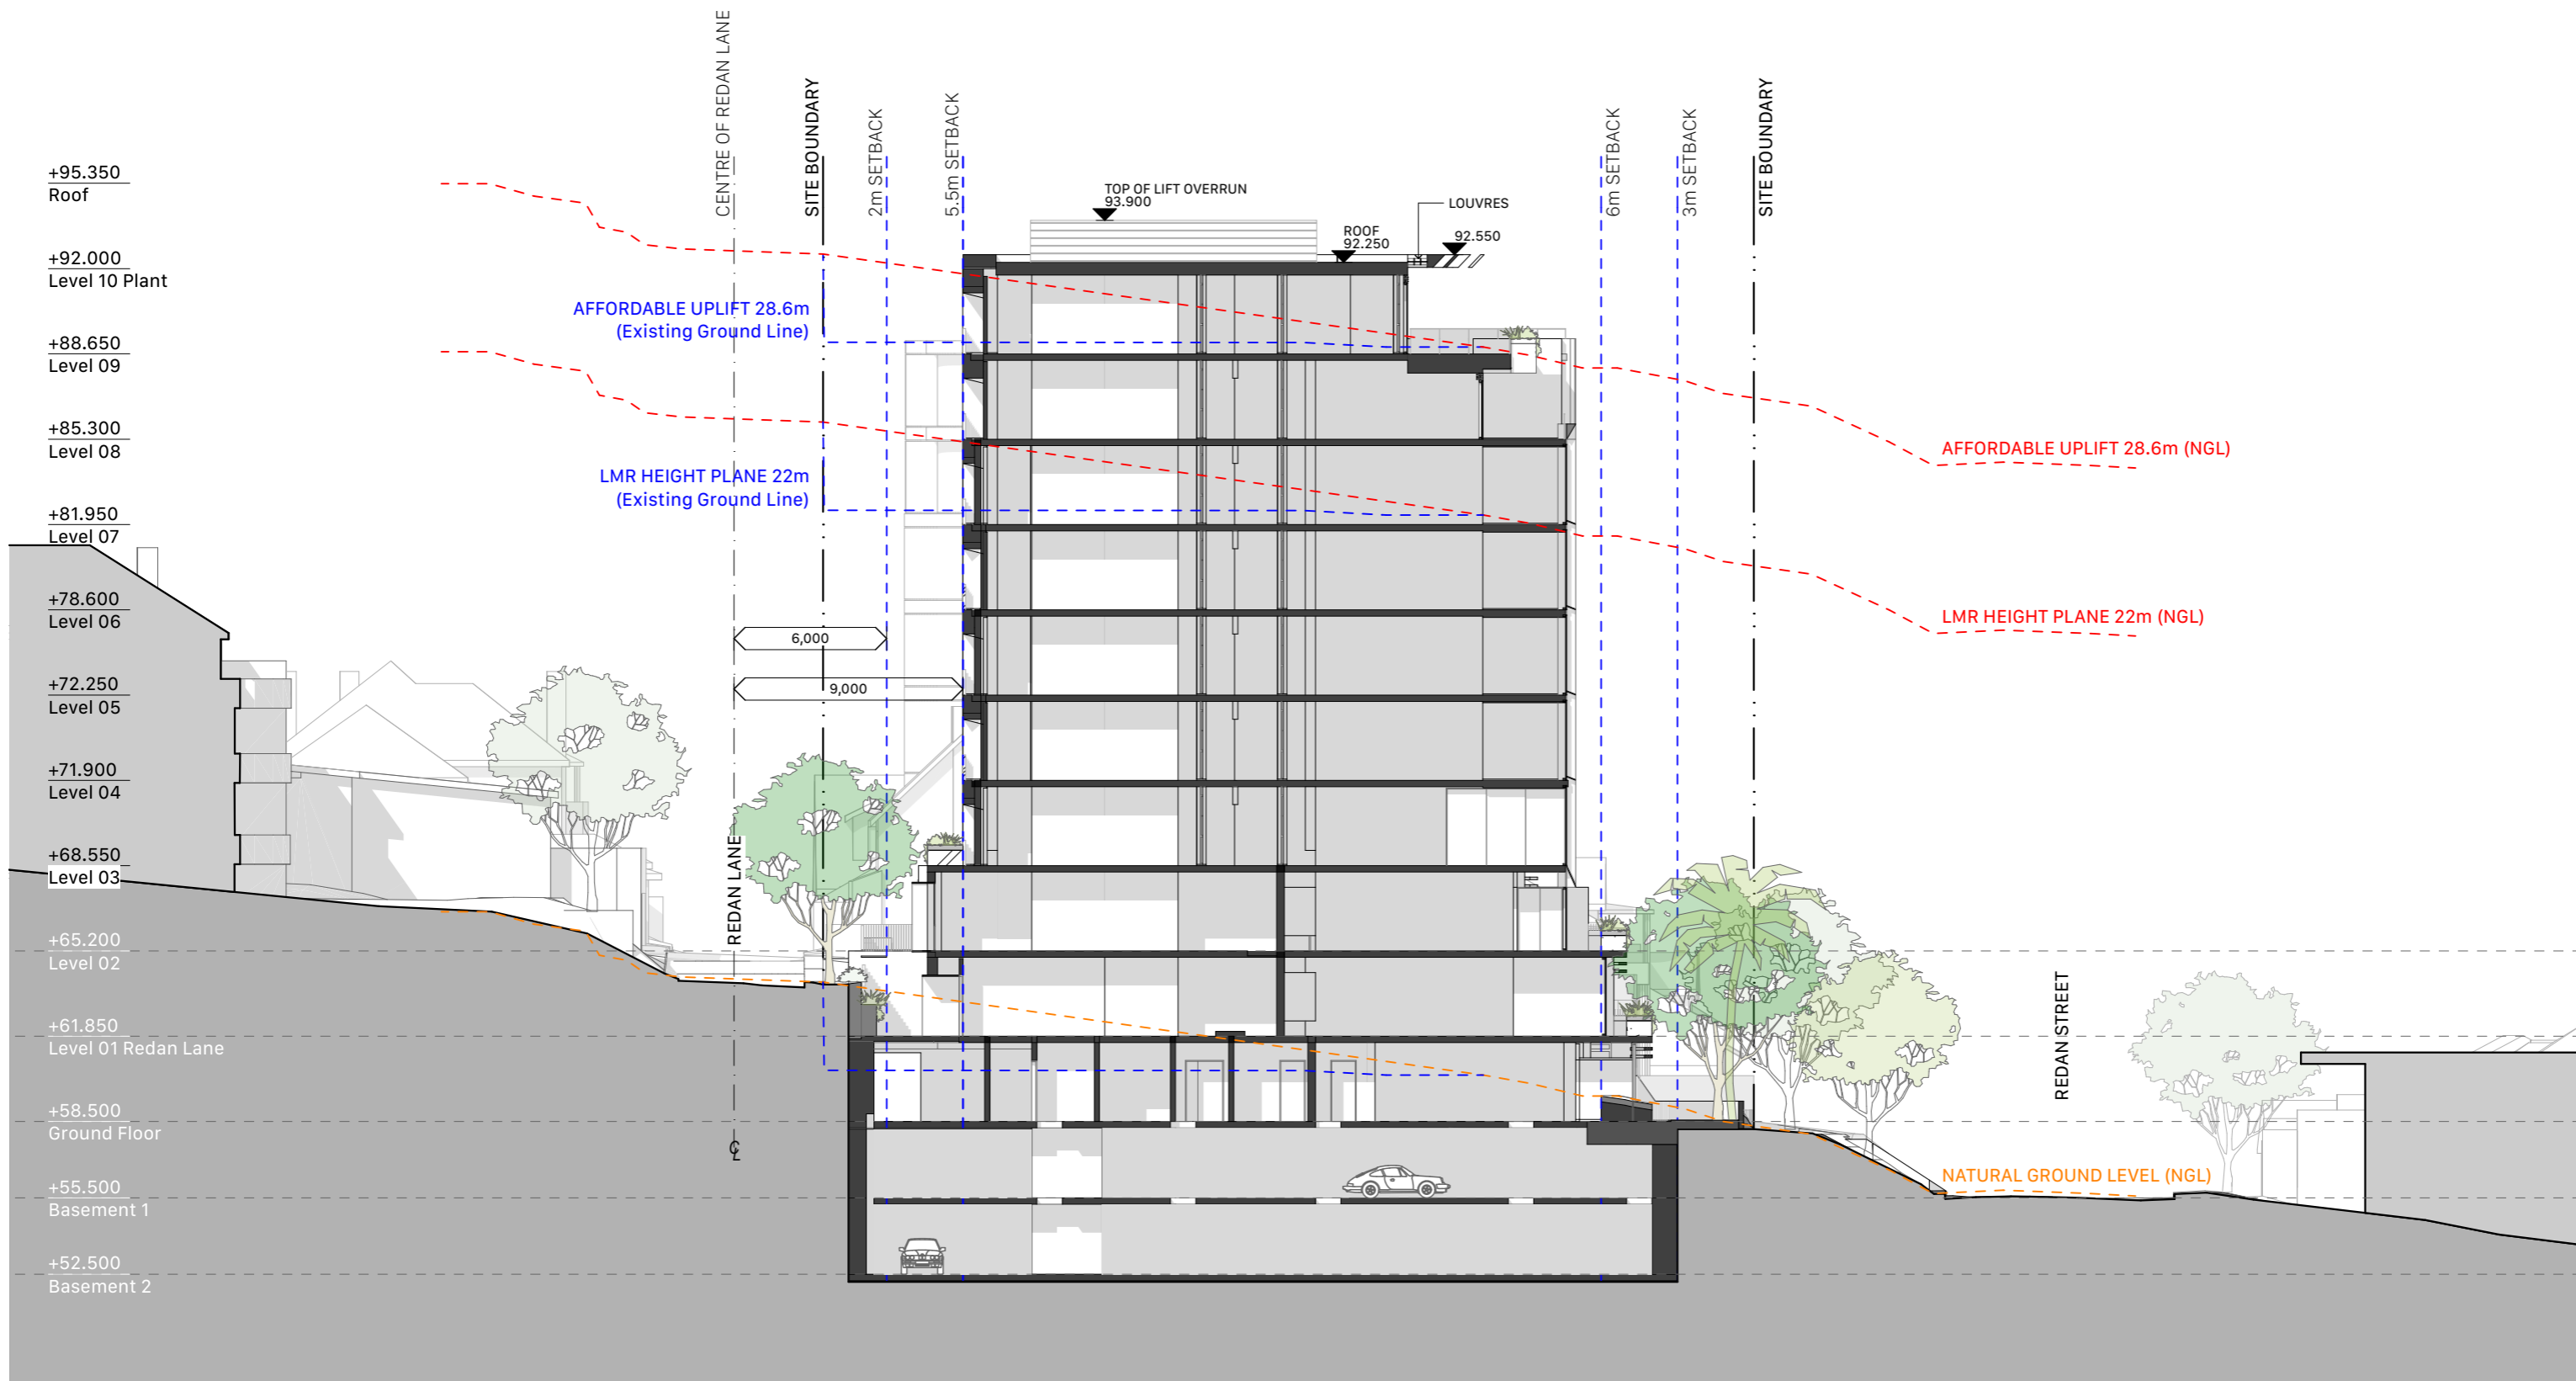 CENTRE OF REDAN LANE
SITE BOUNDARY
2m SETBACK
5.5m SETBACK
6m SETBACK
3m SETBACK
SITE BOUNDARY
+95.350
Roof
TOP OF LIFT OVERRUN
93.900
LOUVRES
ROOF
92.250
92.550
+92.000
Level 10 Plant
AFFORDABLE UPLIFT 28.6m
(Existing Ground Line)
+88.650
Level 09
+85.300
Level 08
AFFORDABLE UPLIFT 28.6m (NGL)
LMR HEIGHT PLANE 22m
(Existing Ground Line)
+81.950
Level 07
+78.600
Level 06
LMR HEIGHT PLANE 22m (NGL)
6,000
+72.250
Level 05
9,000
+71.900
Level 04
+68.550
Level 03
REDAN LANE
+65.200
Level 02
+61.850
Level 01 Redan Lane
REDAN STREET
+58.500
Ground Floor
℄
+55.500
Basement 1
NATURAL GROUND LEVEL (NGL)
+52.500
Basement 2